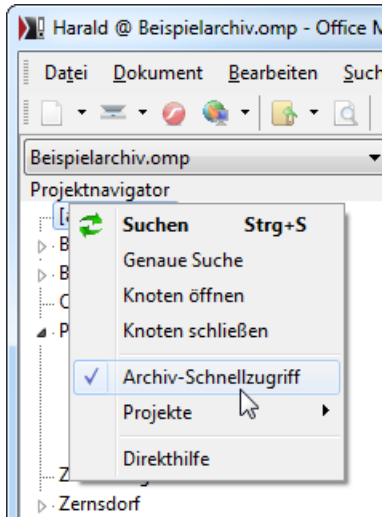 Harald @ Beispielarchiv.omp - Office M
Datei Dokument Bearbeiten Such
Beispielarchiv.omp
Projektnavigator
Suchen Strg+S
Genaue Suche
Knoten öffnen
Knoten schließen
Archiv-Schnellzugriff
Projekte
Direkthilfe
Zernsdorf